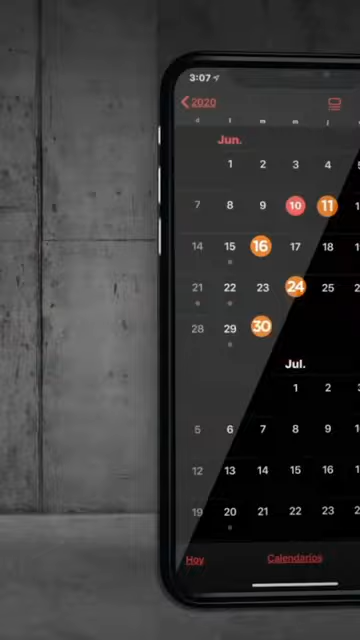 3:07
2020
d l m m j
Jun.
1 2 3 4
7 8 9 10 11
14 15 16 17 18
21 22 23 24 25
28 29 30
Jul.
1 2
5 6 7 8 9
12 13 14 15 16
19 20 21 22 23
Hoy Calendarios